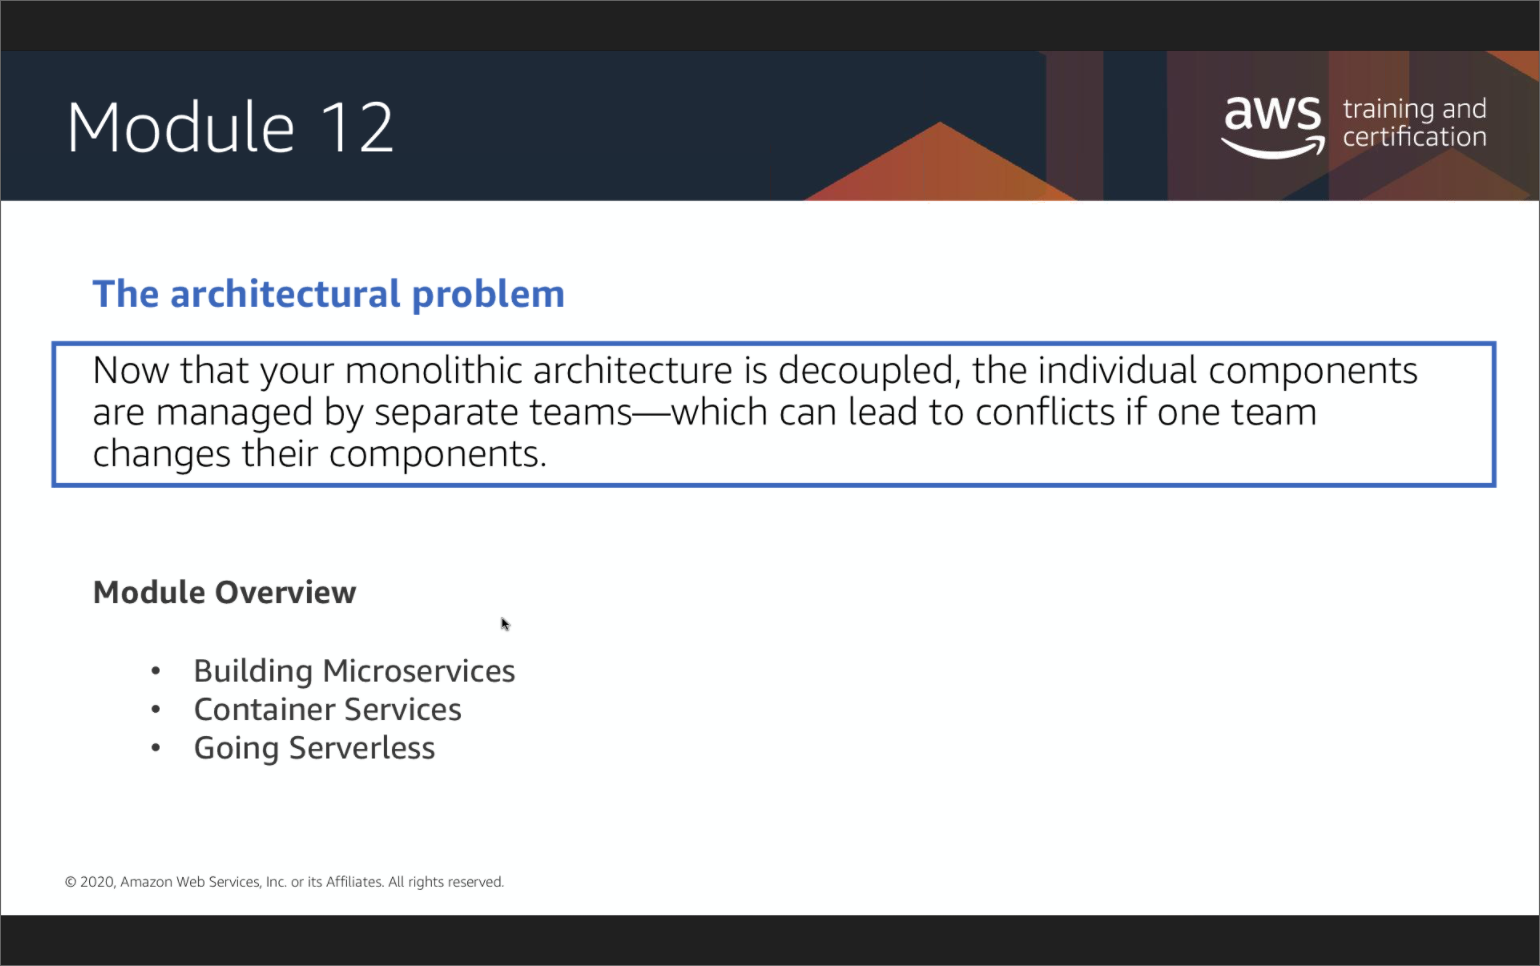 Module 12
aws training and
certification
The architectural problem
Now that your monolithic architecture is decoupled, the individual components
are managed by separate teams—which can lead to conflicts if one team
changes their components.
Module Overview
• Building Microservices
• Container Services
• Going Serverless
© 2020, Amazon Web Services, Inc. or its Affiliates. All rights reserved.